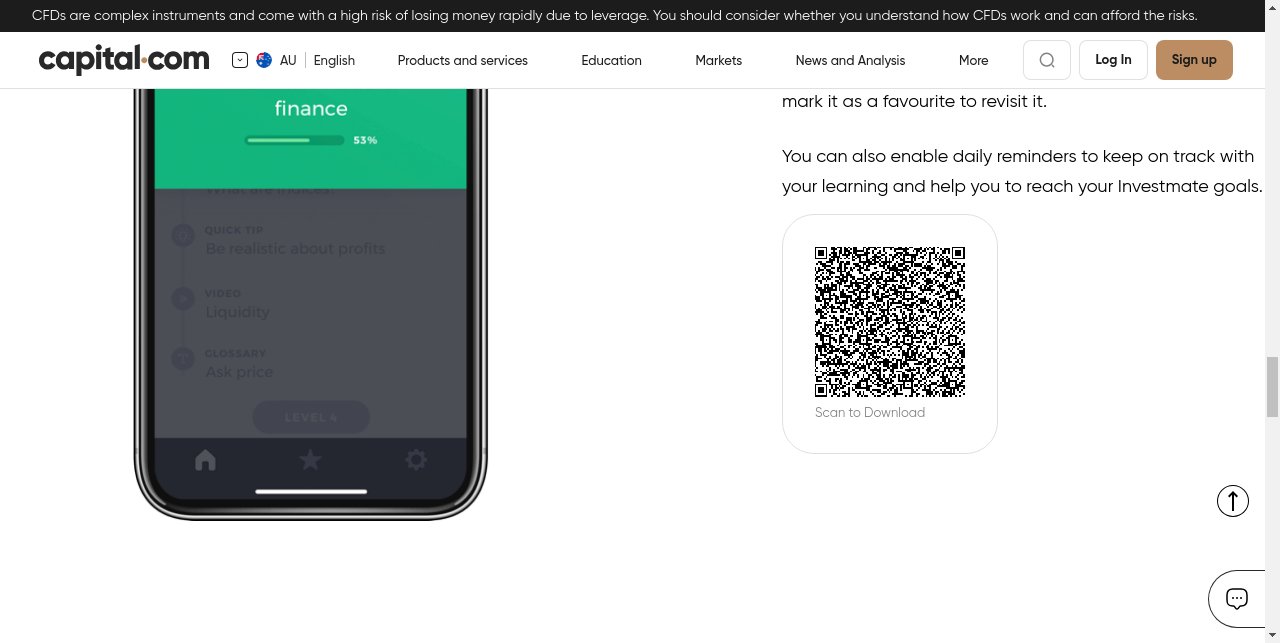 CFDs are complex instruments and come with a high risk of losing money rapidly due to leverage. You should consider whether you understand how CFDs work and can afford the risks.
capital.com
AU English
Products and services
Education
Markets
News and Analysis
More
Log In
Sign up
finance
53%
What are indices?
QUICK TIP
Be realistic about profits
VIDEO
Liquidity
GLOSSARY
Ask price
LEVEL 4
mark it as a favourite to revisit it.
You can also enable daily reminders to keep on track with
your learning and help you to reach your Investmate goals.
Scan to Download